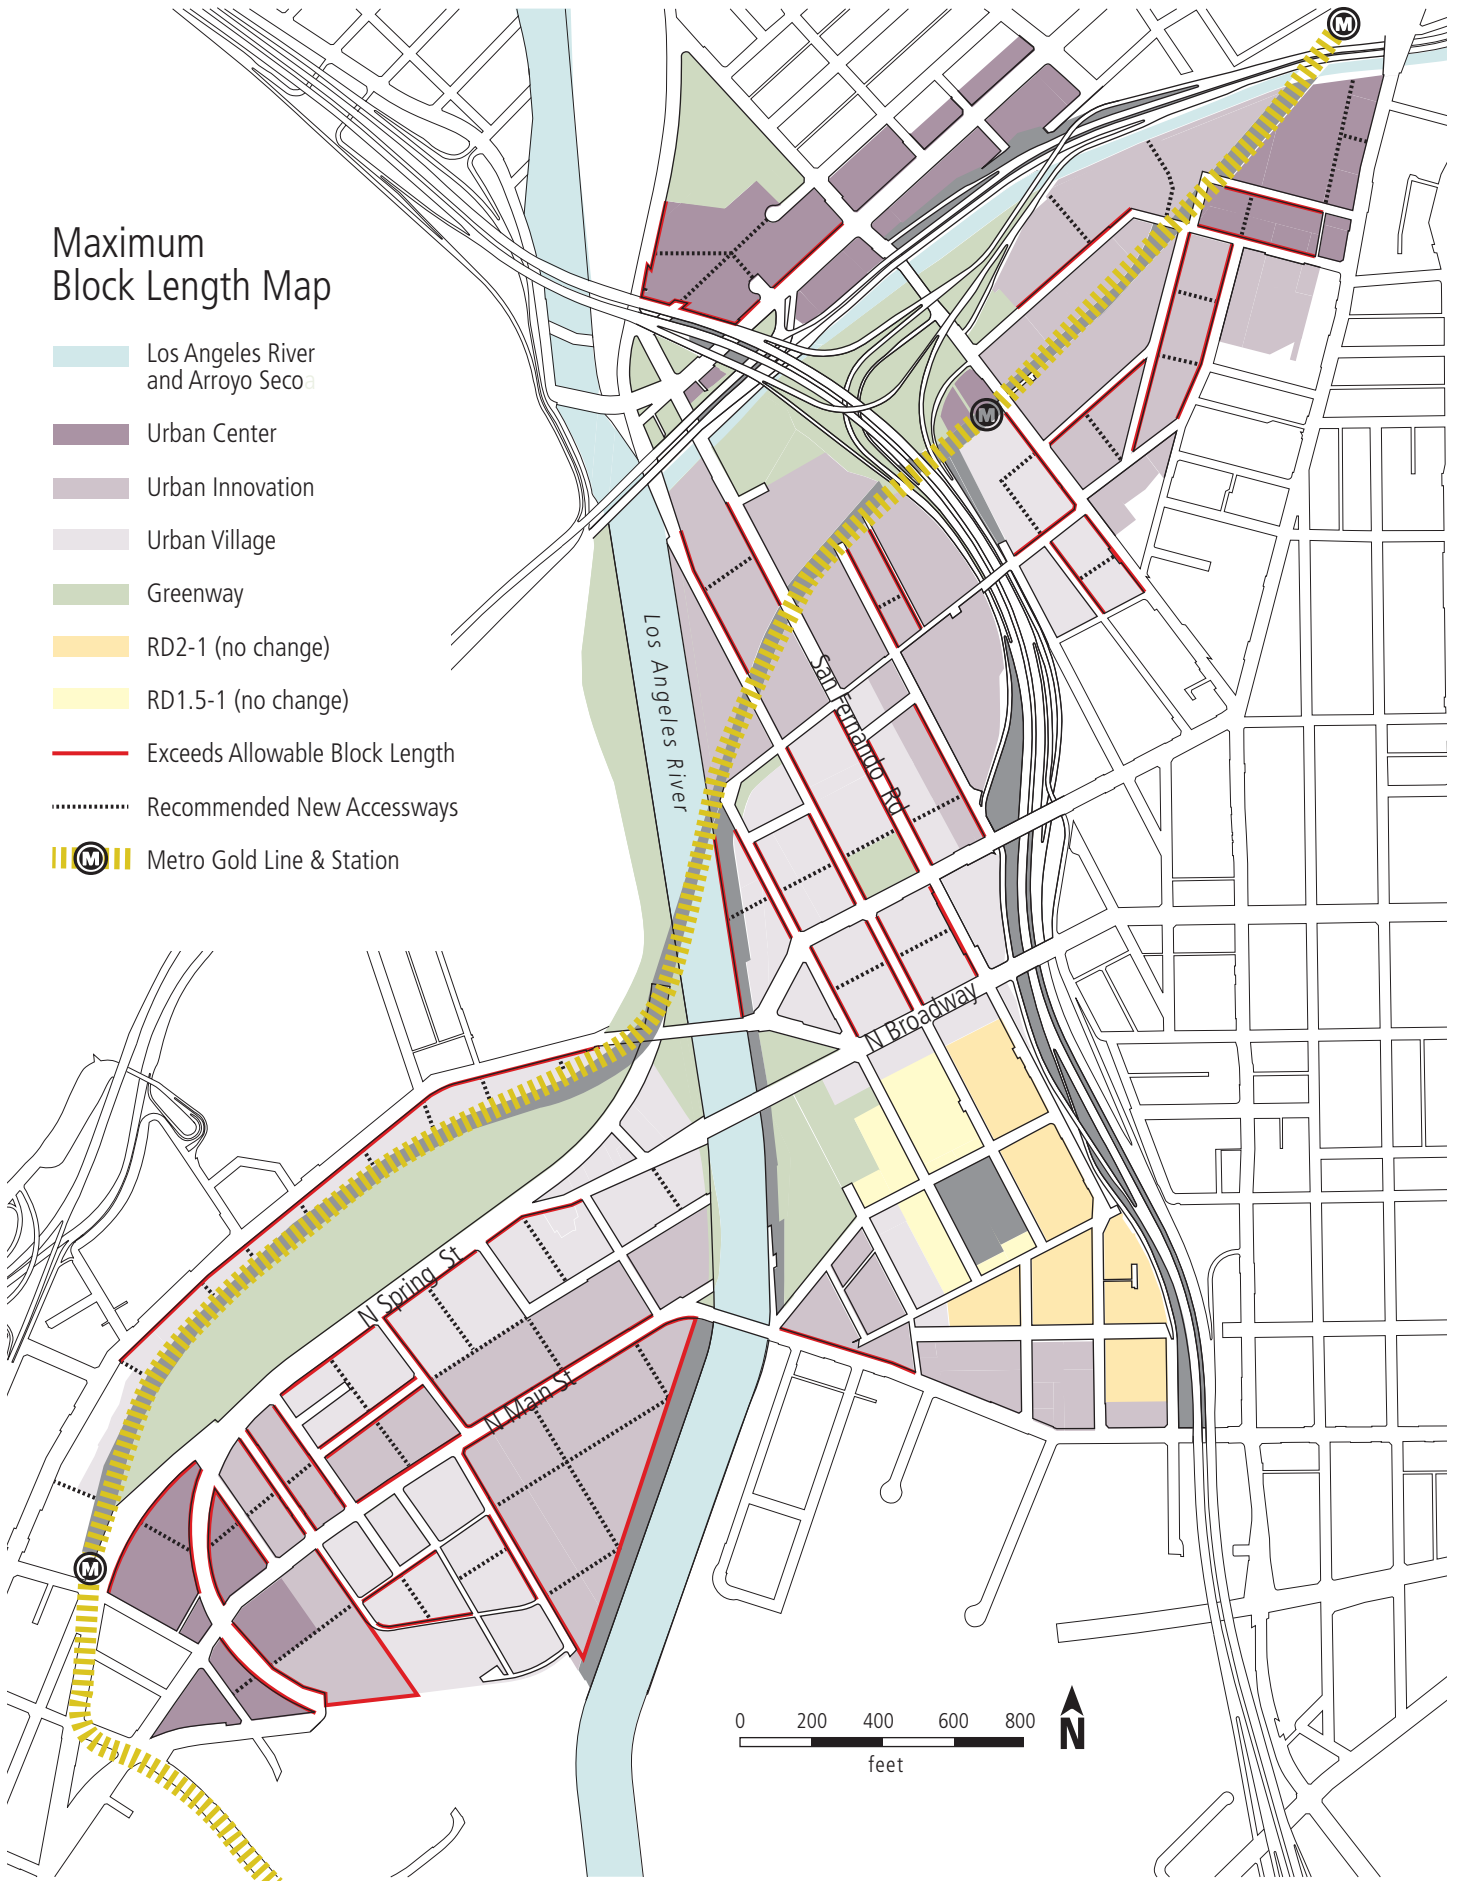 Maximum
Block Length Map
Los Angeles River
and Arroyo Secoa
Urban Center
Urban Innovation
Urban Village
Greenway
RD2-1 (no change)
RD1.5-1 (no change)
Exceeds Allowable Block Length
Recommended New Accessways
M
Metro Gold Line & Station
M
M
Los Angeles River
San Fernando Rd
N Broadway
N Spring St
N Main St
M
0 200 400 600 800
feet
N